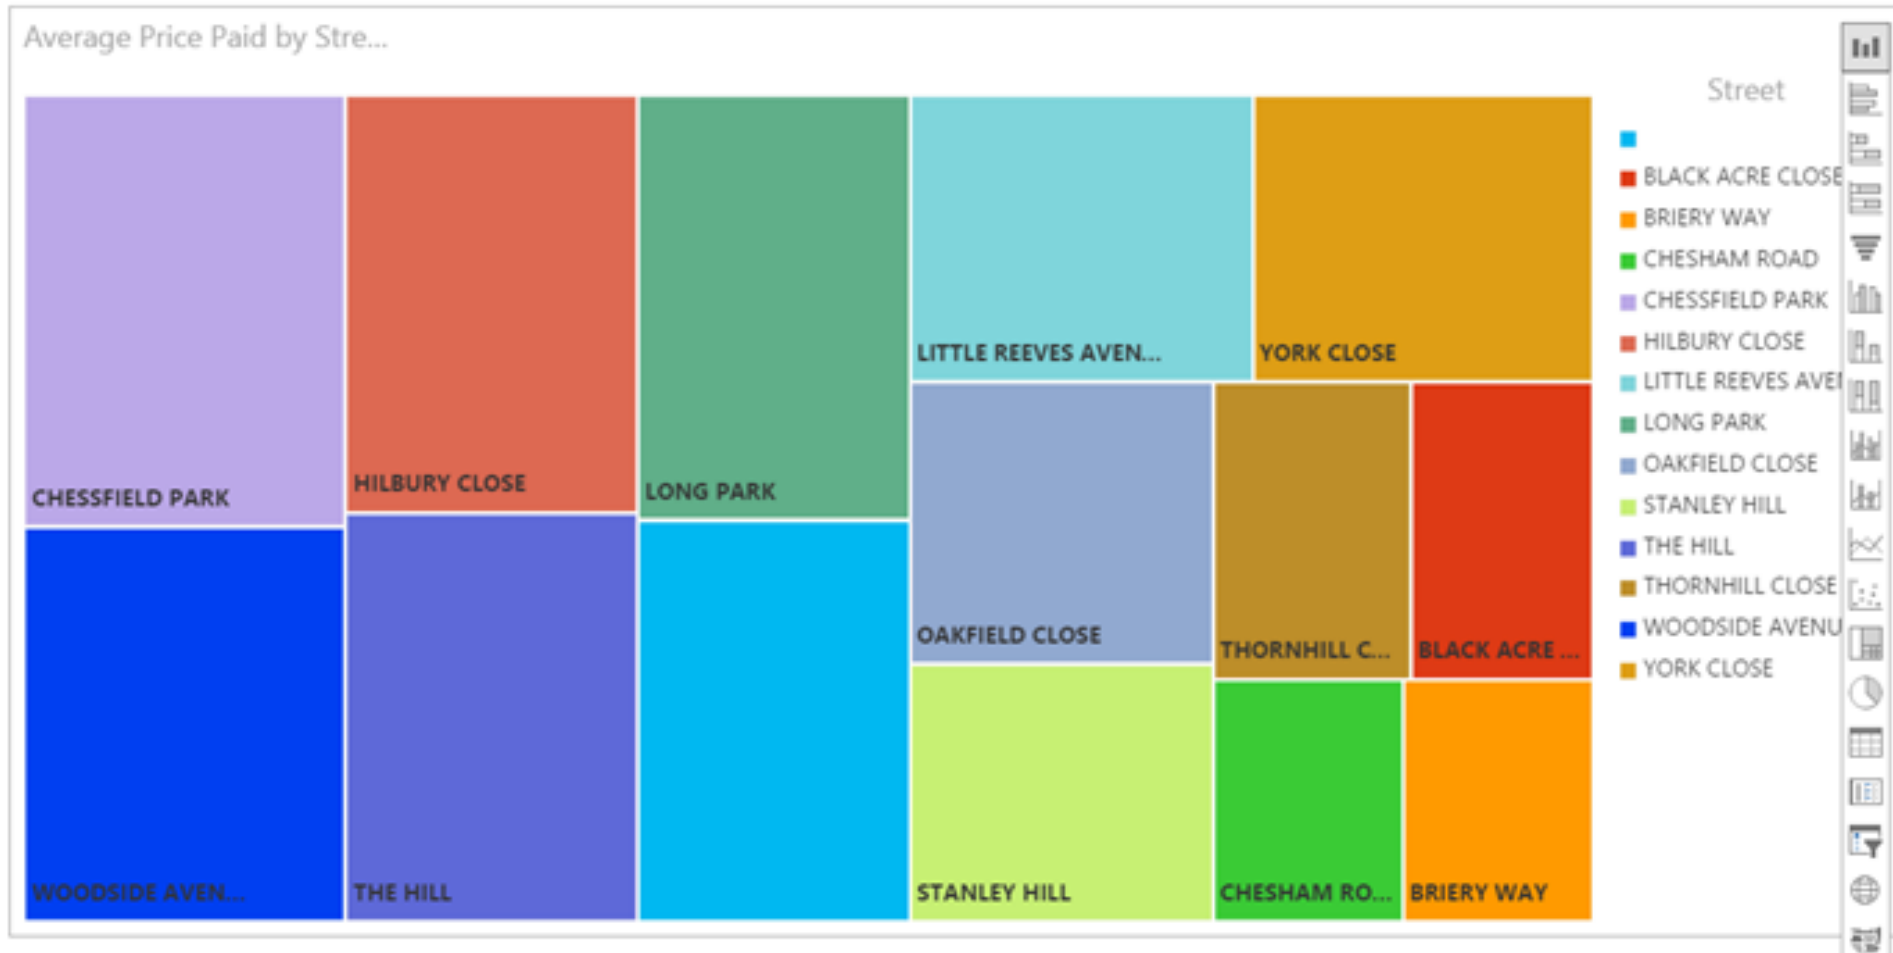 Average Price Paid by Stre...
CHESSFIELD PARK
HILBURY CLOSE
LONG PARK
LITTLE REEVES AVEN...
YORK CLOSE
OAKFIELD CLOSE
THORNHILL C...
BLACK ACRE ...
WOODSIDE AVEN...
THE HILL
STANLEY HILL
CHESHAM RO...
BRIERY WAY
Street
BLACK ACRE CLOSE
BRIERY WAY
CHESHAM ROAD
CHESSFIELD PARK
HILBURY CLOSE
LITTLE REEVES AVE
LONG PARK
OAKFIELD CLOSE
STANLEY HILL
THE HILL
THORNHILL CLOSE
WOODSIDE AVENU
YORK CLOSE